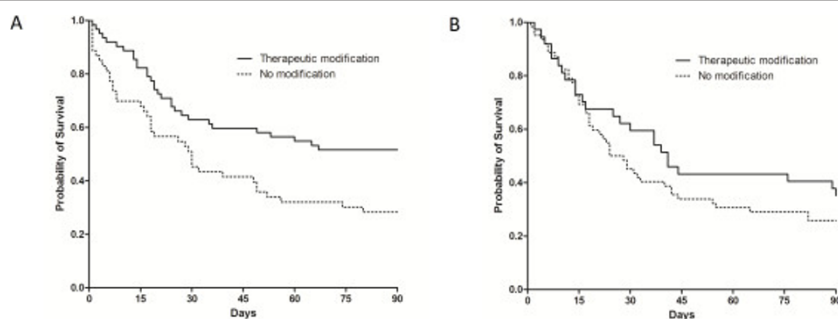 A
Probability of Survival
1.0
0.8
0.6
0.4
0.2
0.0
Therapeutic modification
No modification
0 15 30 45 60 75 90
Days
B
Probability of Survival
1.0
0.8
0.6
0.4
0.2
0.0
Therapeutic modification
No modification
0 15 30 45 60 75 90
Days